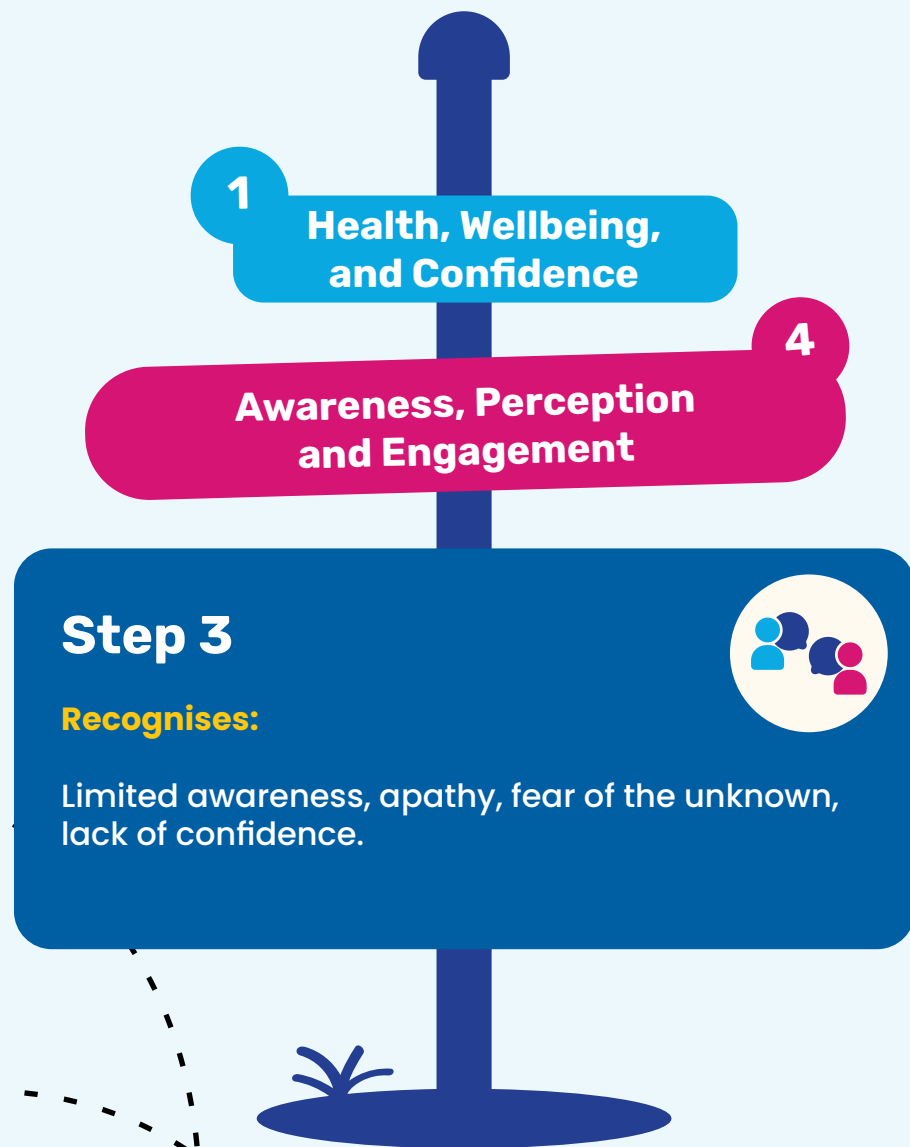 1
Health, Wellbeing,
and Confidence
4
Awareness, Perception
and Engagement
Step 3
Recognises:
Limited awareness, apathy, fear of the unknown,
lack of confidence.